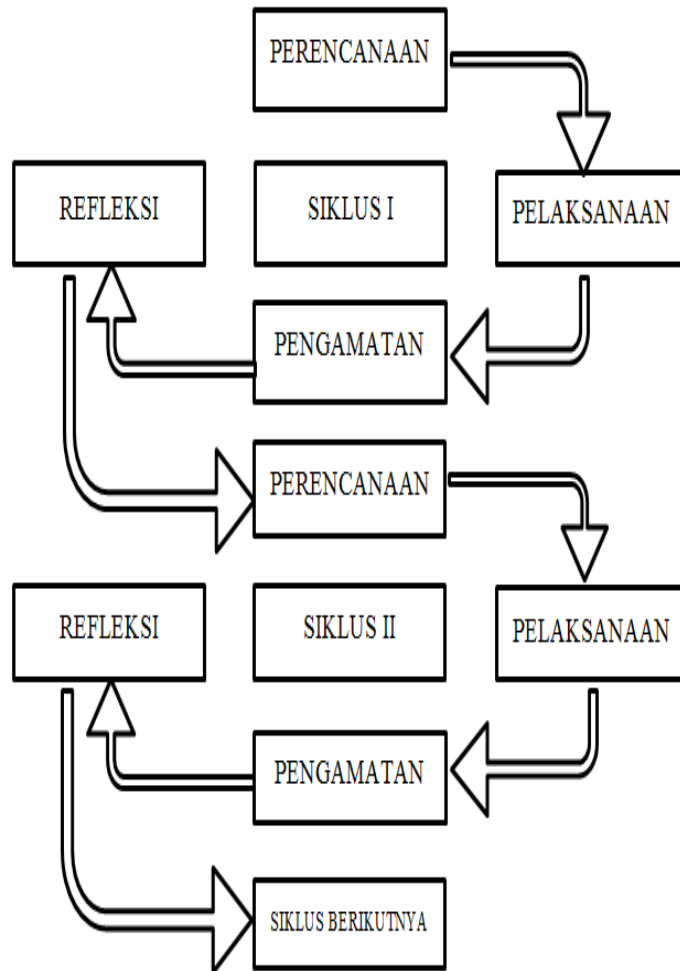 PERENCANAAN
REFLEKSI
SIKLUS I
PELAKSANAAN
PENGAMATAN
PERENCANAAN
REFLEKSI
SIKLUS II
PELAKSANAAN
PENGAMATAN
SIKLUS BERIKUTNYA